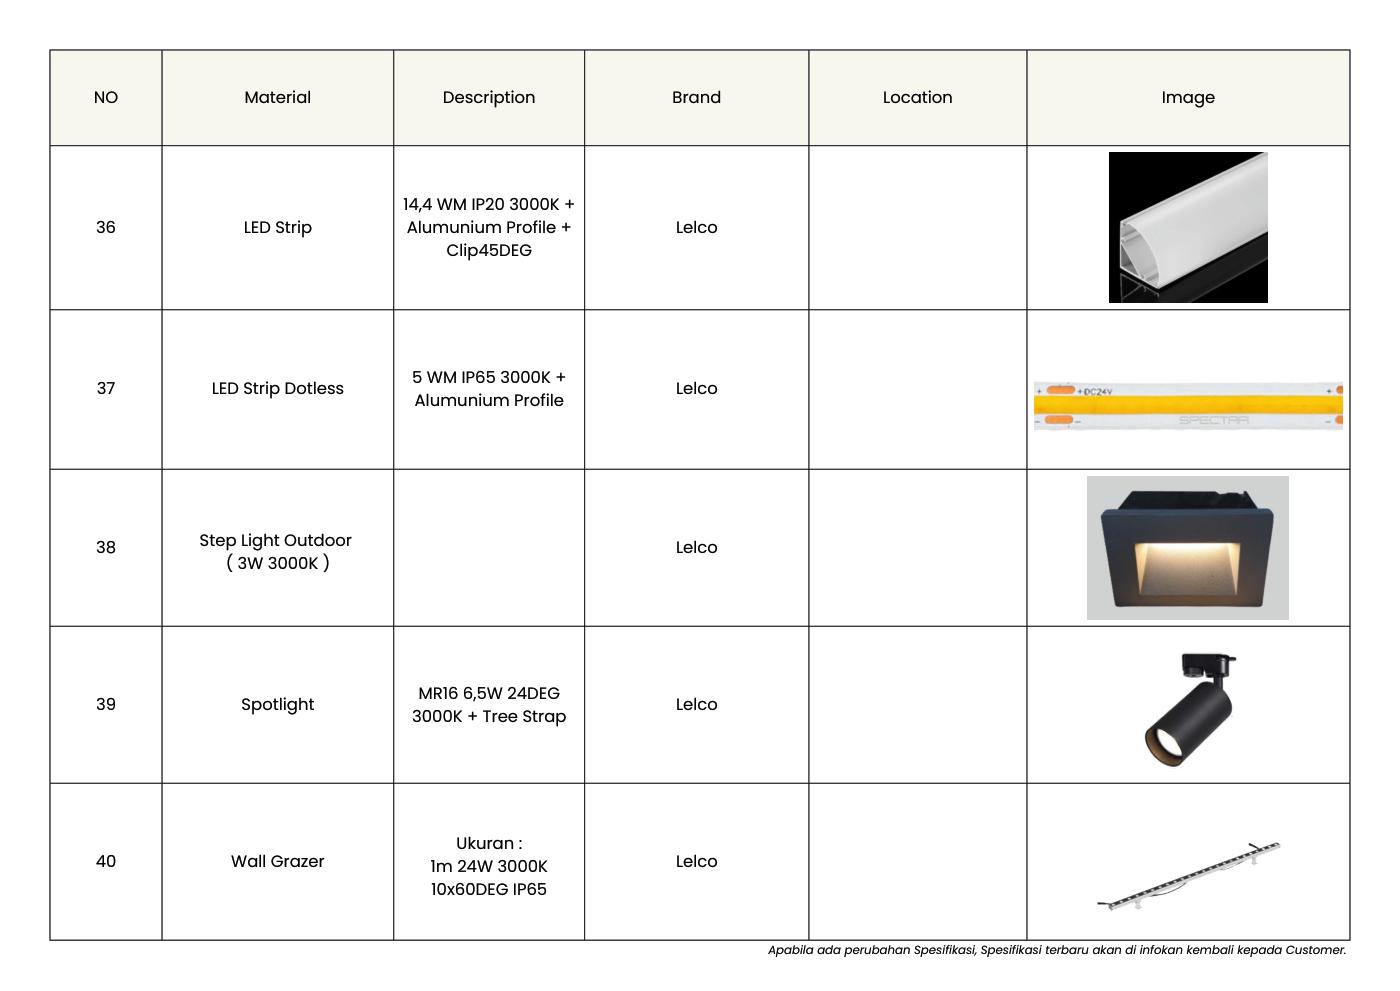 NO Material Description Brand Location Image
36 LED Strip 14,4 WM IP20 3000K +
Alumunium Profile +
Clip45DEG Lelco
37 LED Strip Dotless 5 WM IP65 3000K +
Alumunium Profile Lelco
+ +DC24V +
- - SPECTRA -
38 Step Light Outdoor
( 3W 3000K ) Lelco
39 Spotlight MR16 6,5W 24DEG
3000K + Tree Strap Lelco
40 Wall Grazer Ukuran :
1m 24W 3000K
10x60DEG IP65 Lelco
Apabila ada perubahan Spesifikasi, Spesifikasi terbaru akan di infokan kembali kepada Customer.